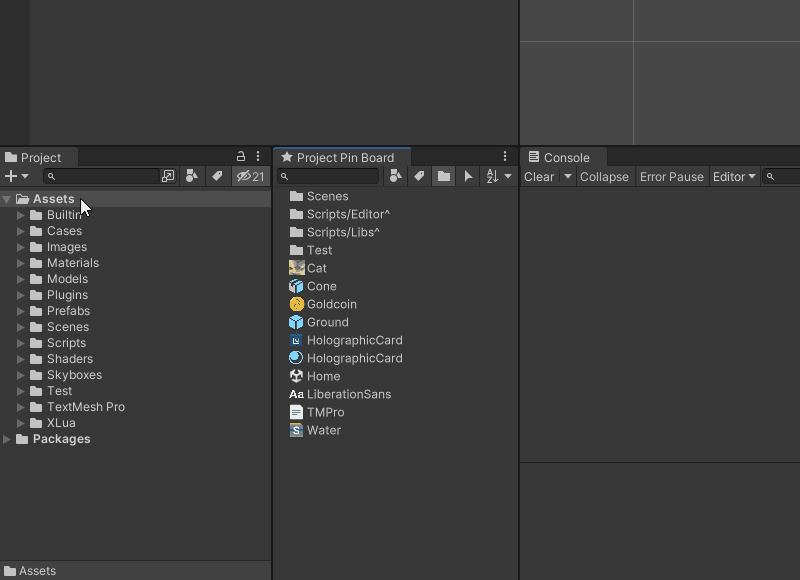 Project
21
Assets
Builtin
Cases
Images
Materials
Models
Plugins
Prefabs
Scenes
Scripts
Shaders
Skyboxes
Test
TextMesh Pro
XLua
Packages
Assets
Project Pin Board
Scenes
Scripts/Editor^
Scripts/Libs^
Test
Cat
Cone
Goldcoin
Ground
HolographicCard
HolographicCard
Home
Aa LiberationSans
TMPro
Water
Console
Clear Collapse Error Pause Editor